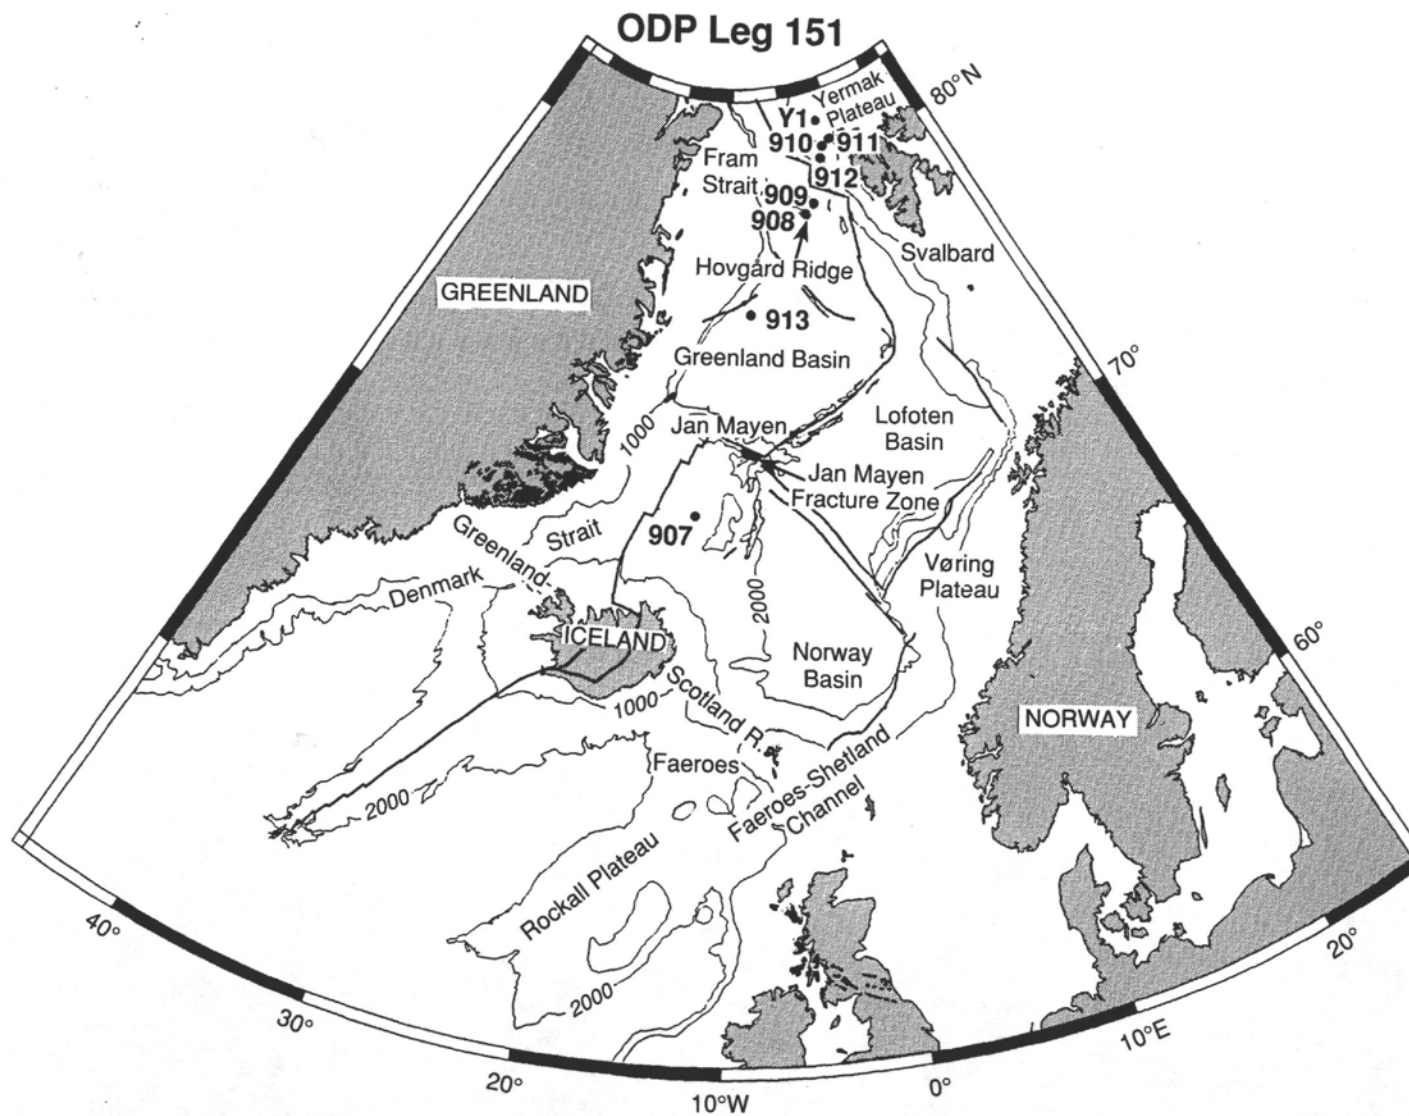 ODP Leg 151
80°N
Yermak
Plateau
Y1
910
911
Fram
Strait
912
909
908
Svalbard
Hovgård Ridge
GREENLAND
913
Greenland Basin
70°
1000
Jan Mayen
Lofoten
Basin
Jan Mayen
Fracture Zone
907
Strait
Greenland-
Denmark
Vøring
Plateau
2000
ICELAND
60°
Norway
Basin
Scotland R.
1000
NORWAY
Faeroes
Faeroes-Shetland
Channel
2000
Rockall Plateau
2000
40°
30°
20°
10°W
0°
10°E
20°